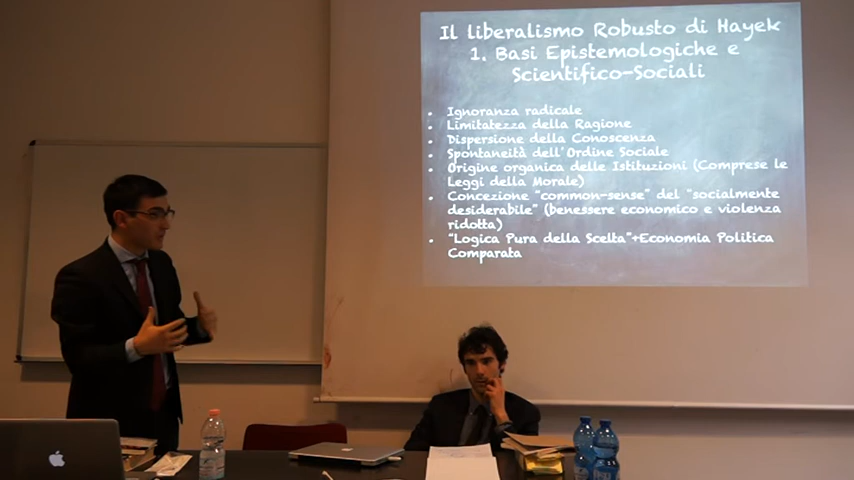 Il liberalismo Robusto di Hayek
1. Basi Epistemologiche e
Scientifico-Sociali
• Ignoranza radicale
• Limitatezza della Ragione
• Dispersione della Conoscenza
• Spontaneità dell'Ordine Sociale
• Origine organica delle Istituzioni (Comprese le
Leggi della Morale)
• Concezione "common-sense" del "socialmente
desiderabile" (benessere economico e violenza
ridotta)
• "Logica Pura della Scelta"+Economia Politica
Comparata